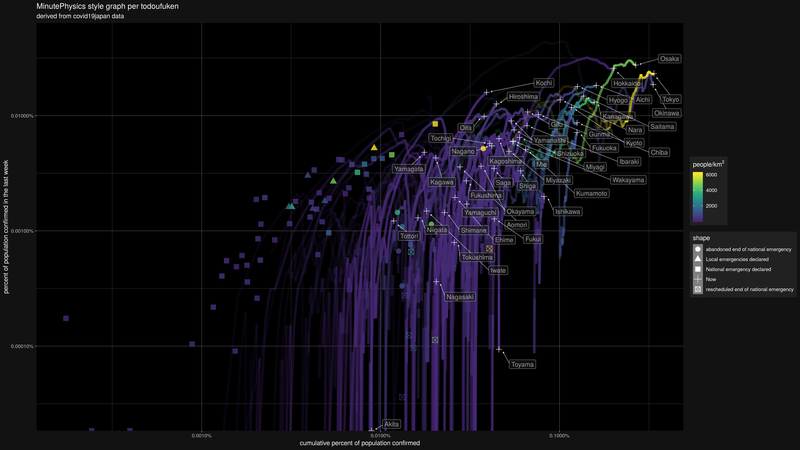 MinutePhysics style graph per todoufuken
derived from covid19japan data
percent of population confirmed in the last week
0.01000%
0.00100%
0.00010%
Osaka
Kochi
Hokkaido
Hiroshima
Hyogo
Aichi
Tokyo
Okinawa
Kanagawa
Oita
Gifu
Saitama
Nara
Gunma
Tochigi
Yamanashi
Kyoto
Fukuoka
Nagano
Shizuoka
Chiba
Kagoshima
Ibaraki
Mie
Miyagi
Yamagata
Kagawa
Saga
Miyazaki
Wakayama
Shiga
Fukushima
Kumamoto
Yamaguchi
Okayama
Ishikawa
Aomori
Tottori
Niigata
Shimane
Ehime
Fukui
Tokushima
Iwate
Nagasaki
Toyama
Akita
0.0010%
0.0100%
0.1000%
cumulative percent of population confirmed
people/km²
6000
4000
2000
shape
abandoned end of national emergency
Local emergencies declared
National emergency declared
Now
rescheduled end of national emergency